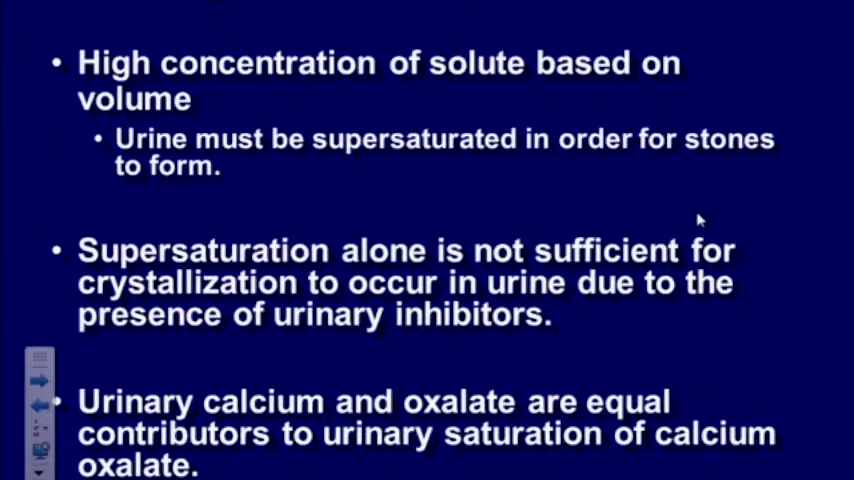 • High concentration of solute based on
volume
• Urine must be supersaturated in order for stones
to form.
• Supersaturation alone is not sufficient for
crystallization to occur in urine due to the
presence of urinary inhibitors.
• Urinary calcium and oxalate are equal
contributors to urinary saturation of calcium
oxalate.